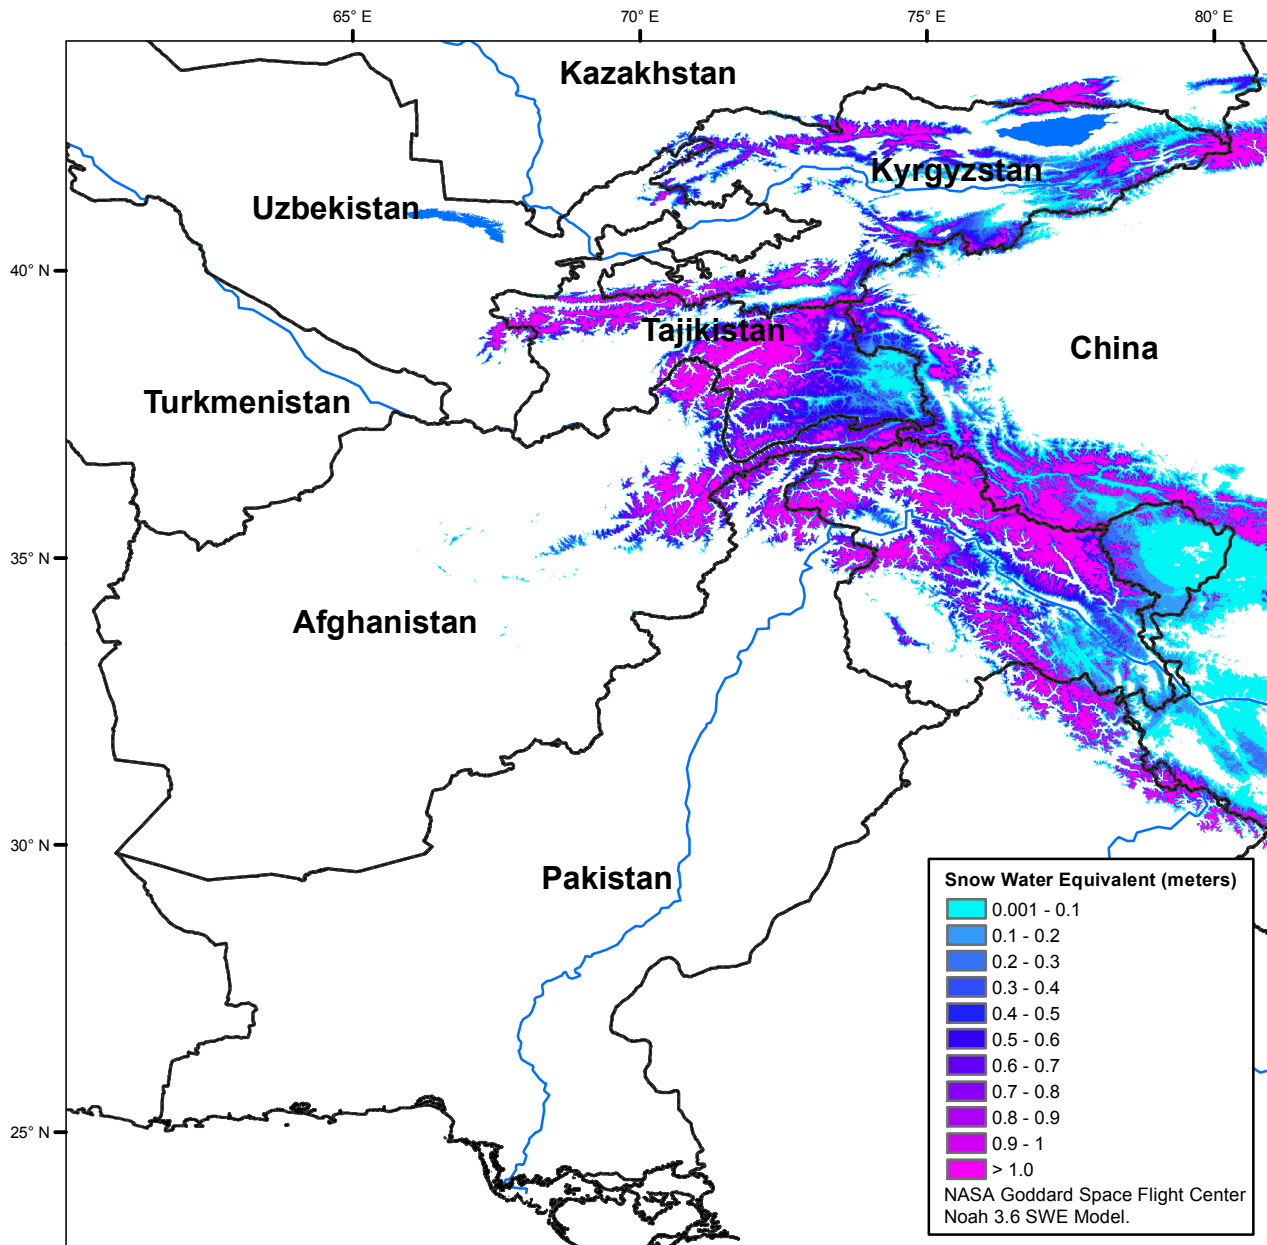 65° E
70° E
75° E
80° E
Kazakhstan
Kyrgyzstan
Uzbekistan
40° N
Tajikistan
China
Turkmenistan
35° N
Afghanistan
30° N
Pakistan
Snow Water Equivalent (meters)
0.001 - 0.1
0.1 - 0.2
0.2 - 0.3
0.3 - 0.4
0.4 - 0.5
0.5 - 0.6
0.6 - 0.7
0.7 - 0.8
0.8 - 0.9
25° N
0.9 - 1
> 1.0
NASA Goddard Space Flight Center
Noah 3.6 SWE Model.